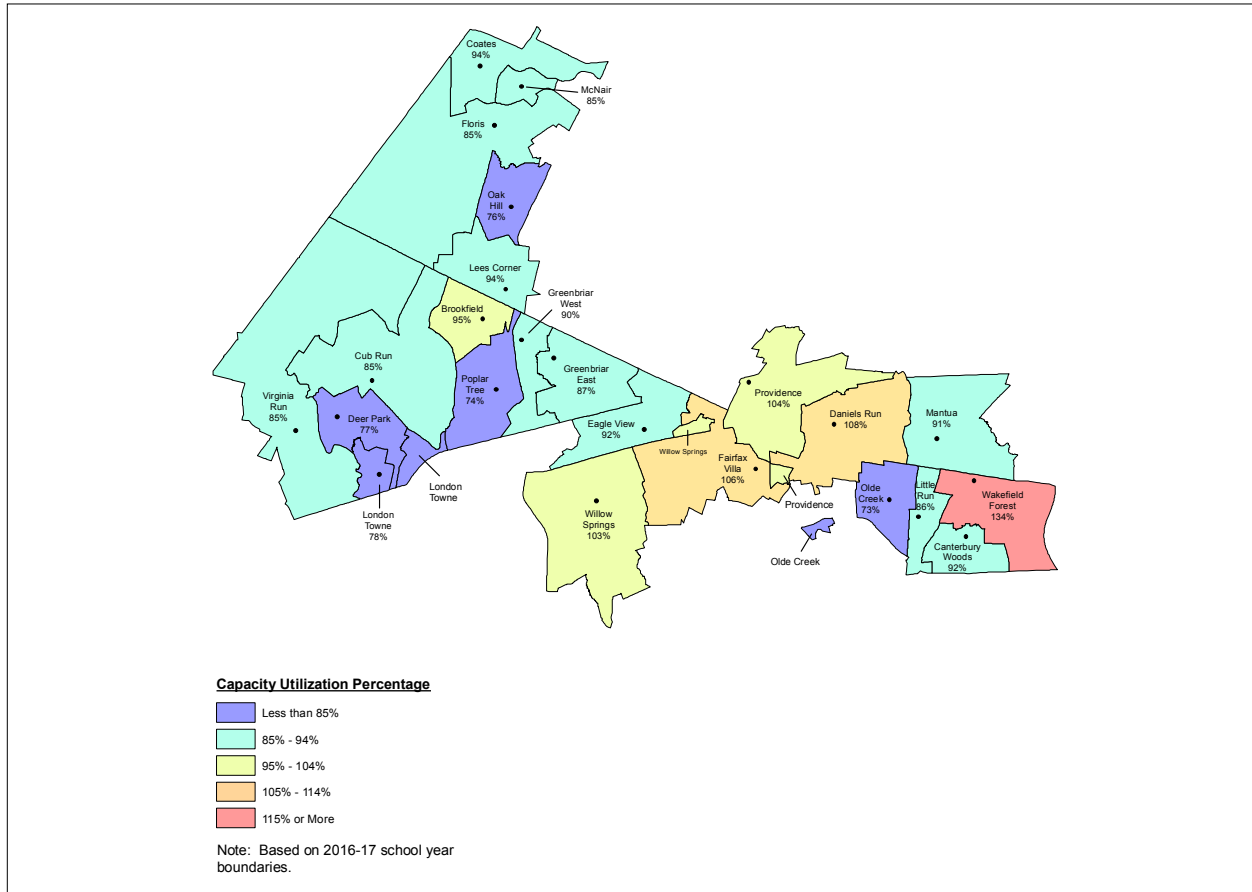 Coates
94%
McNair
85%
Floris
85%
Oak
Hill
76%
Lees Corner
94%
Greenbriar
West
90%
Brookfield
95%
Cub Run
85%
Poplar
Tree
74%
Greenbriar
East
87%
Virginia
Run
85%
Deer Park
77%
Eagle View
92%
London
Towne
London
Towne
78%
Providence
104%
Daniels Run
108%
Mantua
91%
Willow Springs
Fairfax
Villa
106%
Willow
Springs
103%
Providence
Olde
Creek
73%
Little
Run
86%
Wakefield
Forest
134%
Canterbury
Woods
92%
Olde Creek
Capacity Utilization Percentage
Less than 85%
85% - 94%
95% - 104%
105% - 114%
115% or More
Note: Based on 2016-17 school year
boundaries.